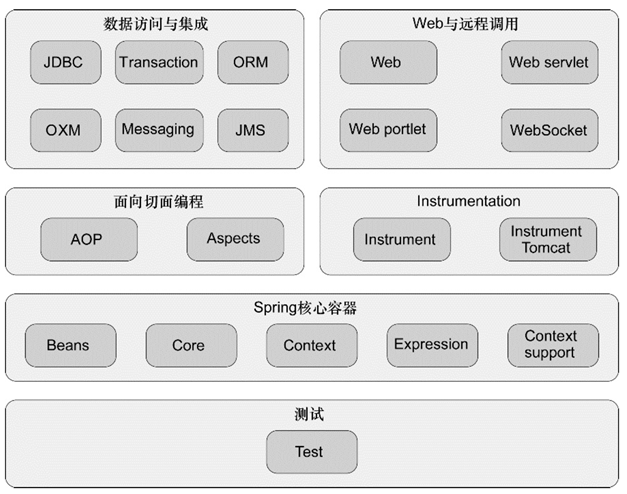 数据访问与集成
JDBC
Transaction
ORM
OXM
Messaging
JMS
Web与远程调用
Web
Web servlet
Web portlet
WebSocket
面向切面编程
AOP
Aspects
Instrumentation
Instrument
Instrument
Tomcat
Spring核心容器
Beans
Core
Context
Expression
Context
support
测试
Test